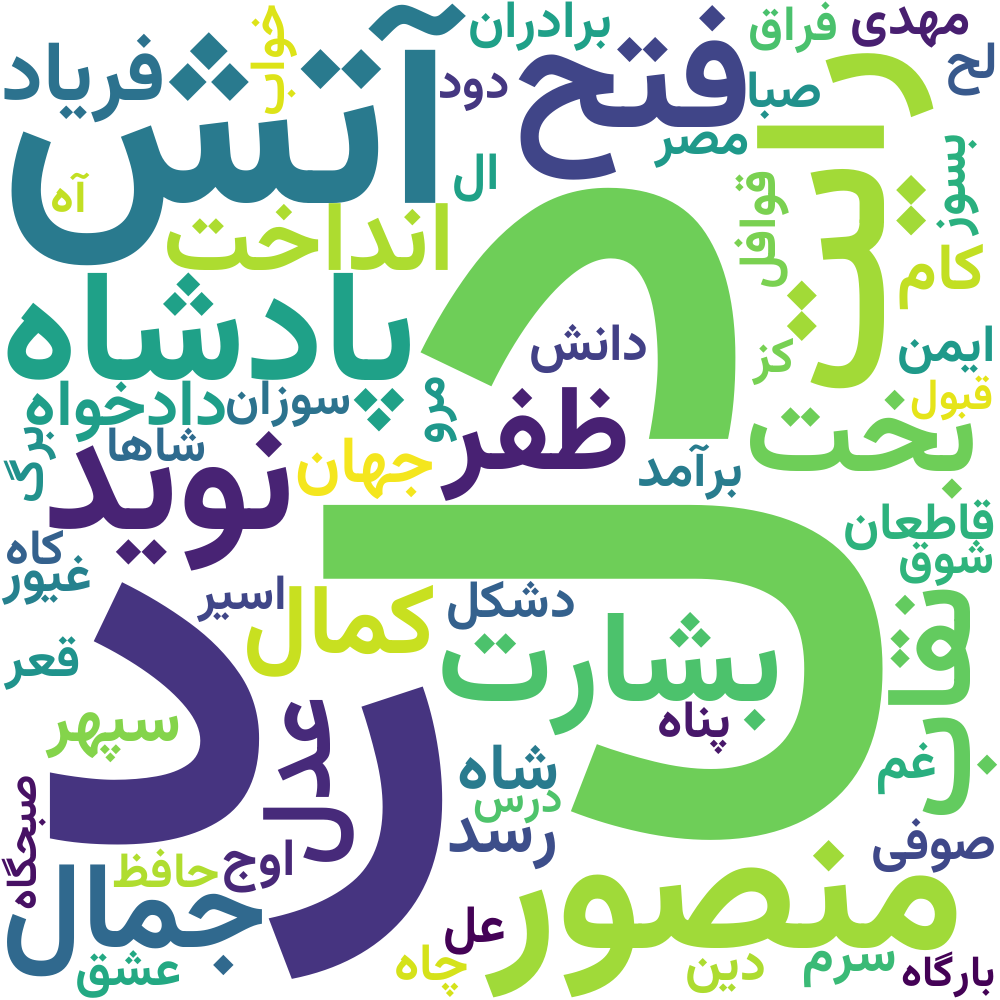 آتش
فریاد
خواب
برادران
فراق
مهدی
لح
دود
فتح
صبا
رایت
مصر
بسوز
ال
آه
قوافل
انداخت
کام
پادشاه
دانش
کز
ایمن
قبول
مرو
سوزان
دادخواه
ظفر
بخت
برگ
شاها
جهان
نوید
برآمد
قاطعان
شوق
کاه
غیور
اسیر
دشکل
کمال
بشارت
نقاب
قعر
رد
عدل
پناه
سپهر
شاه
غم
درس
رسد
صوفی
صبحگاه
حافظ
اوج
منصور
جمال
عل
عشق
چاه
دین
سرم
بارگاه